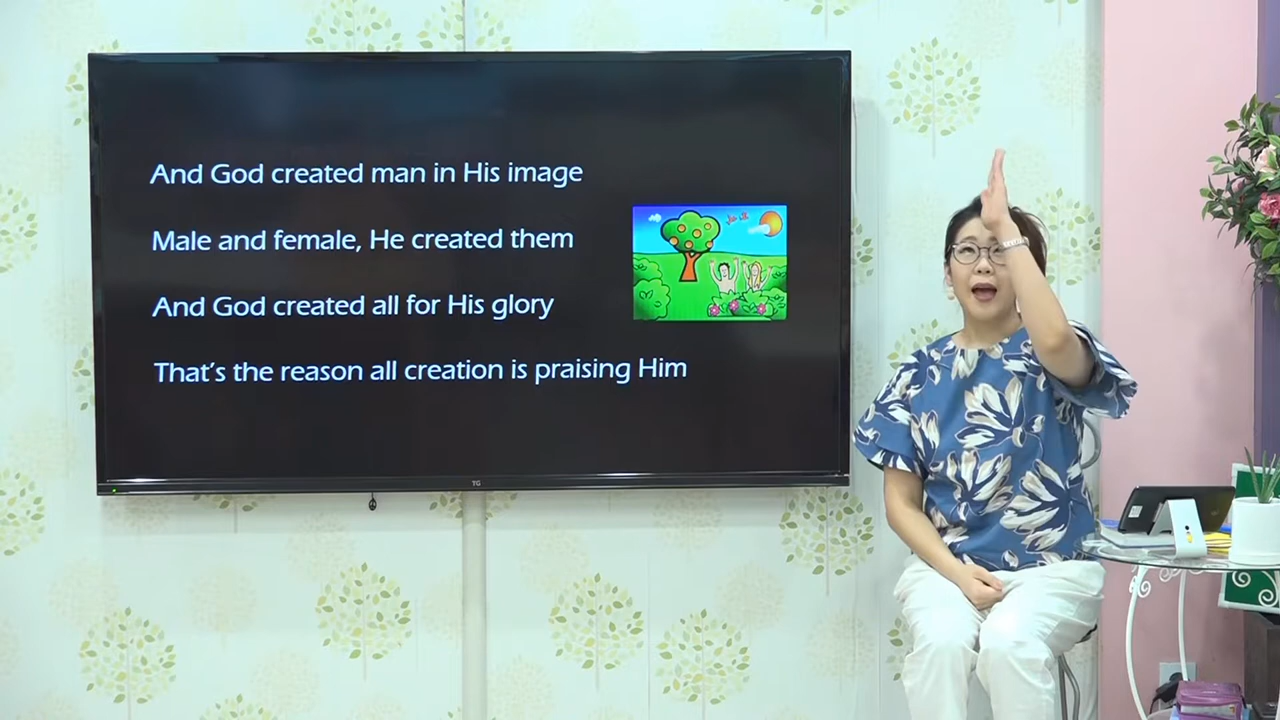 And God created man in His image
Male and female, He created them
And God created all for His glory
That's the reason all creation is praising Him
TG